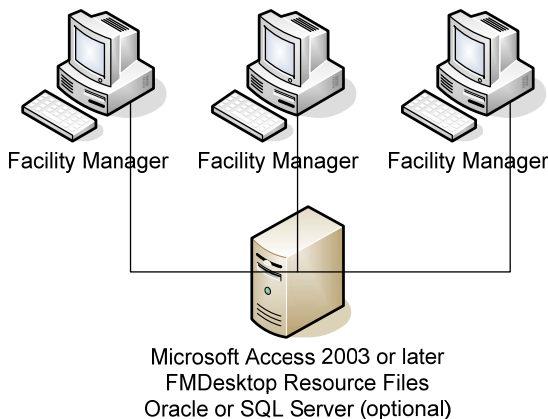 Facility Manager
Facility Manager
Facility Manager
Microsoft Access 2003 or later
FMDesktop Resource Files
Oracle or SQL Server (optional)